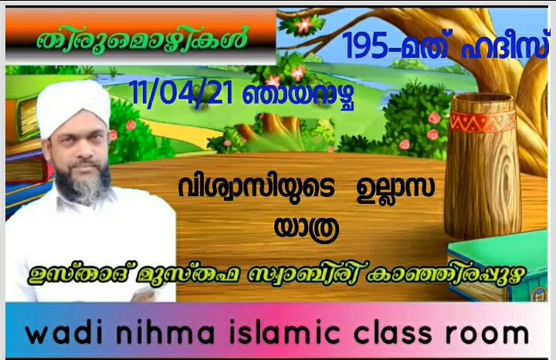 തിരുമൊഴികൾ
195-മത് ഹദീസ്
11/04/21 ഞായറാഴ്ച
വിശ്വാസിയുടെ ഉല്ലാസ
യാത്ര
ഉസ്താദ് മുസ്തഫ സ്വാബിരി കാഞ്ഞിരപ്പുഴ
wadi nihma islamic class room